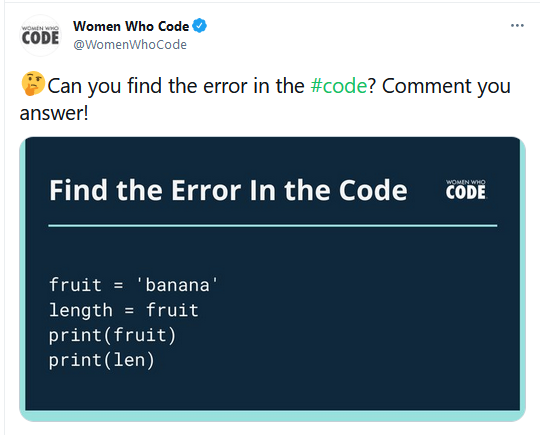 WOMEN WHO
CODE
Women Who Code
@WomenWhoCode
Can you find the error in the #code? Comment you
answer!
Find the Error In the Code
WOMEN WHO
CODE
fruit = 'banana'
length = fruit
print(fruit)
print(len)